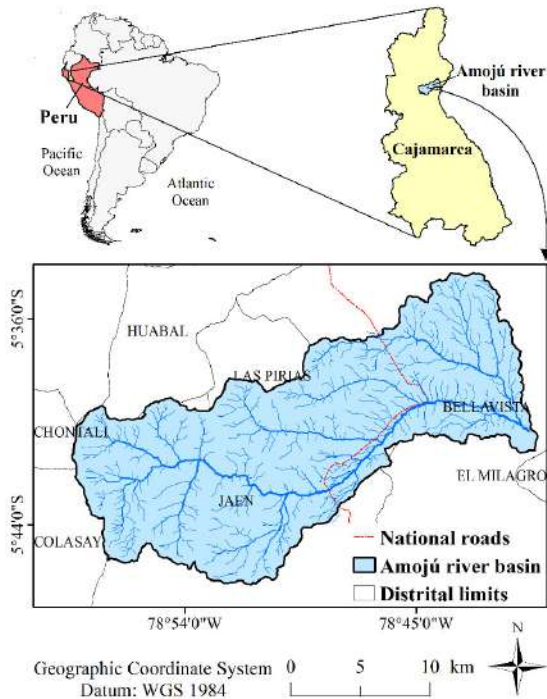 Peru
Pacific
Ocean
Atlantic
Ocean
Amojú river
basin
Cajamarca
5°36'0"S
5°44'0"S
HUABAL
LAS PIRIAS
CHONTALI
BELLAVISTA
EL MILAGRO
JAEN
COLASAY
National roads
Amojú river basin
Distrital limits
78°54'0"W
78°45'0"W
Geographic Coordinate System
Datum: WGS 1984
0 5 10 km
N